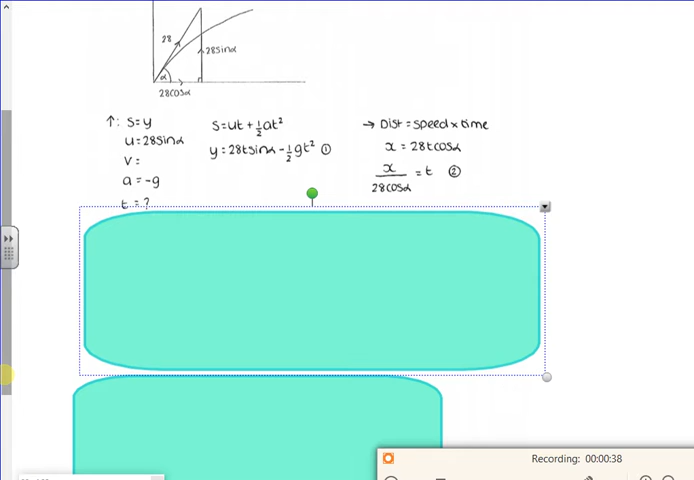 28
28sinα
α
28cosα
↑: s=y
u=28sinα
v=
a=-g
t=?
s=ut+½at²
y=28tsinα-½gt² ①
→ Dist=speed×time
x=28tcosα
x/28cosα = t ②
Recording: 00:00:38